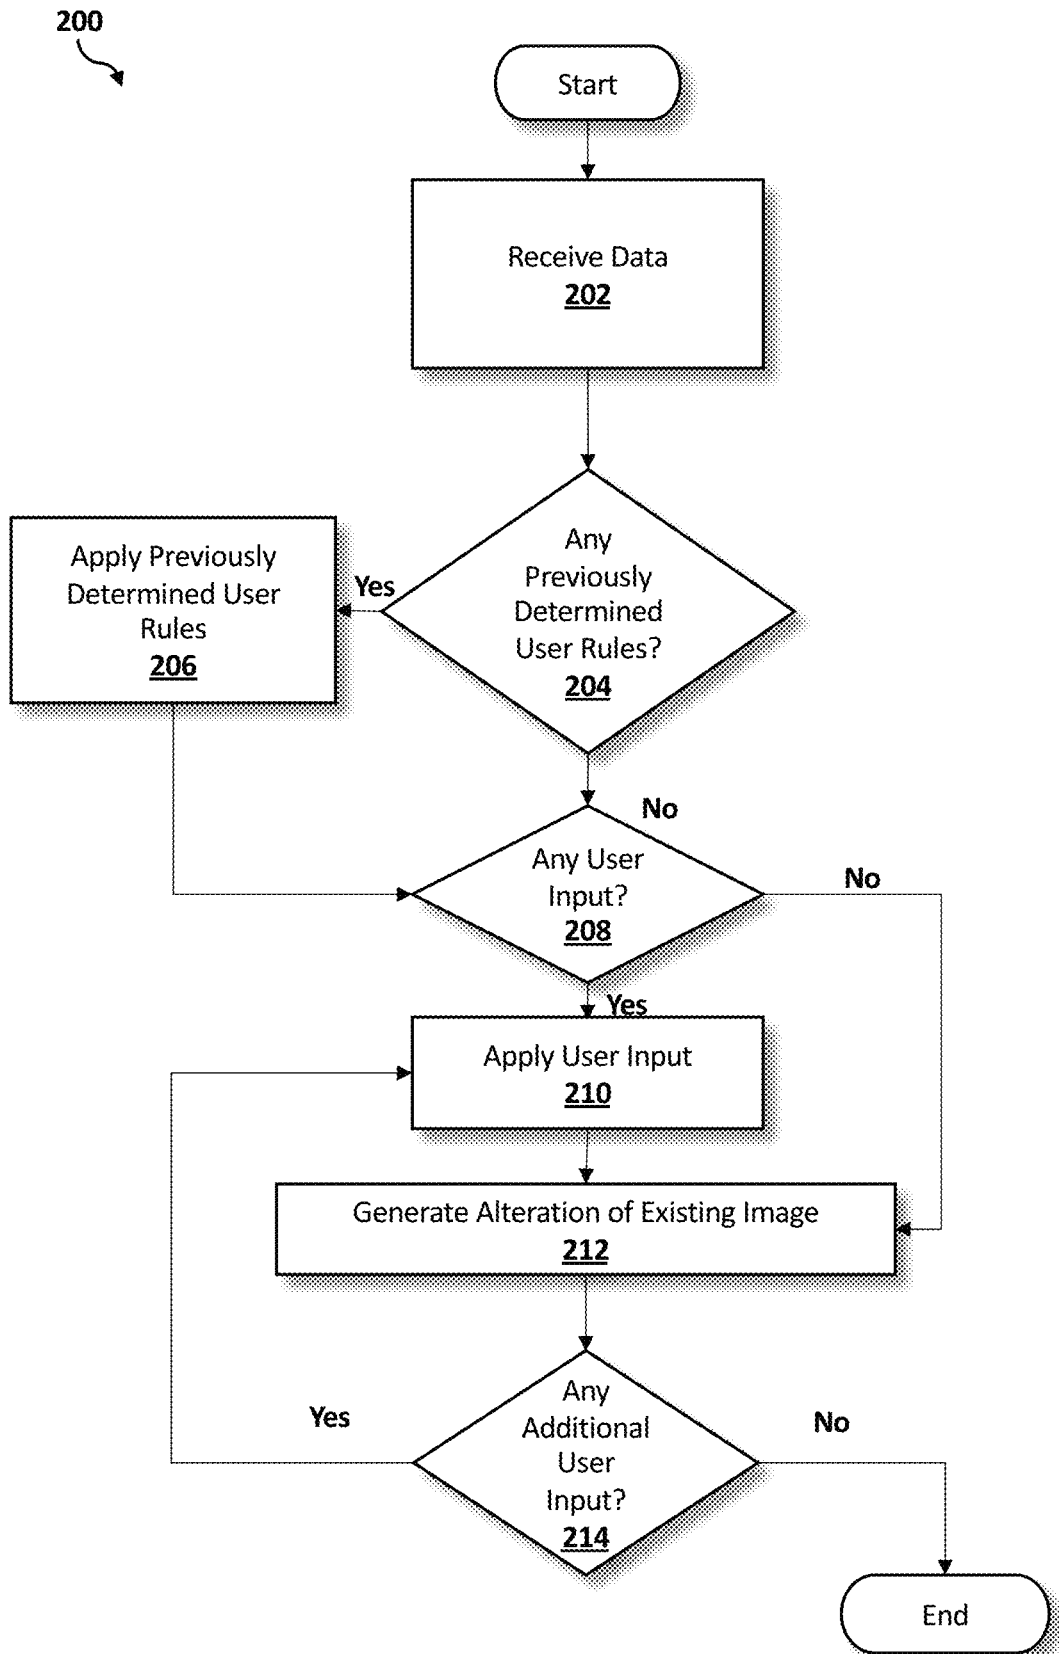 200
Start
Receive Data
202
Any
Previously
Determined
User Rules?
204
Yes
Apply Previously
Determined User
Rules
206
No
Any User
Input?
208
No
Yes
Apply User Input
210
Generate Alteration of Existing Image
212
Any
Additional
User
Input?
214
Yes
No
End